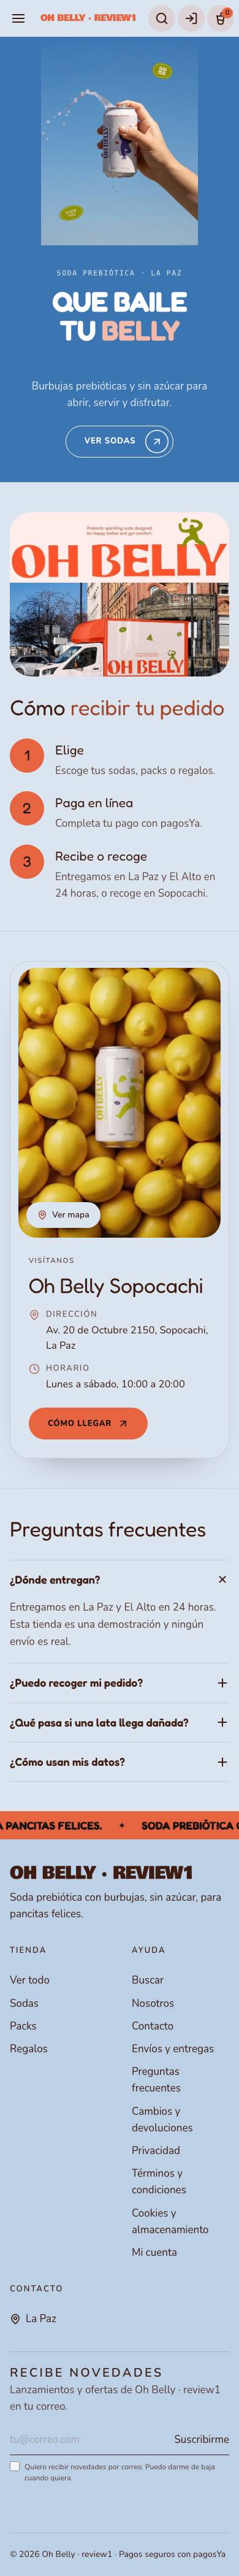 OH BELLY · REVIEW1
0
OH BELLY
SODA PREBIÓTICA · LA PAZ
QUE BAILE
TU BELLY
Burbujas prebióticas y sin azúcar para
abrir, servir y disfrutar.
VER SODAS
Prebiotic sparkling soda designed
for maximum enjoyment
OH BELLY
OH BELLY
Cómo recibir tu pedido
1
Elige
Escoge tus sodas, packs o regalos.
2
Paga en línea
Completa tu pago con pagosYa.
3
Recibe o recoge
Entregamos en La Paz y El Alto en
24 horas, o recoge en Sopocachi.
OH BELLY
Ver mapa
VISÍTANOS
Oh Belly Sopocachi
DIRECCIÓN
Av. 20 de Octubre 2150, Sopocachi,
La Paz
HORARIO
Lunes a sábado, 10:00 a 20:00
CÓMO LLEGAR
Preguntas frecuentes
¿Dónde entregan?
Entregamos en La Paz y El Alto en 24 horas.
Esta tienda es una demostración y ningún
envío es real.
¿Puedo recoger mi pedido?
¿Qué pasa si una lata llega dañada?
¿Cómo usan mis datos?
A PANCITAS FELICES. ✦ SODA PREBIÓTICA
OH BELLY · REVIEW1
Soda prebiótica con burbujas, sin azúcar, para
pancitas felices.
TIENDA
Ver todo
Sodas
Packs
Regalos
AYUDA
Buscar
Nosotros
Contacto
Envíos y entregas
Preguntas
frecuentes
Cambios y
devoluciones
Privacidad
Términos y
condiciones
Cookies y
almacenamiento
Mi cuenta
CONTACTO
La Paz
RECIBE NOVEDADES
Lanzamientos y ofertas de Oh Belly · review1
en tu correo.
tu@correo.com
Suscribirme
Quiero recibir novedades por correo. Puedo darme de baja
cuando quiera.
© 2026 Oh Belly · review1 · Pagos seguros con pagosYa